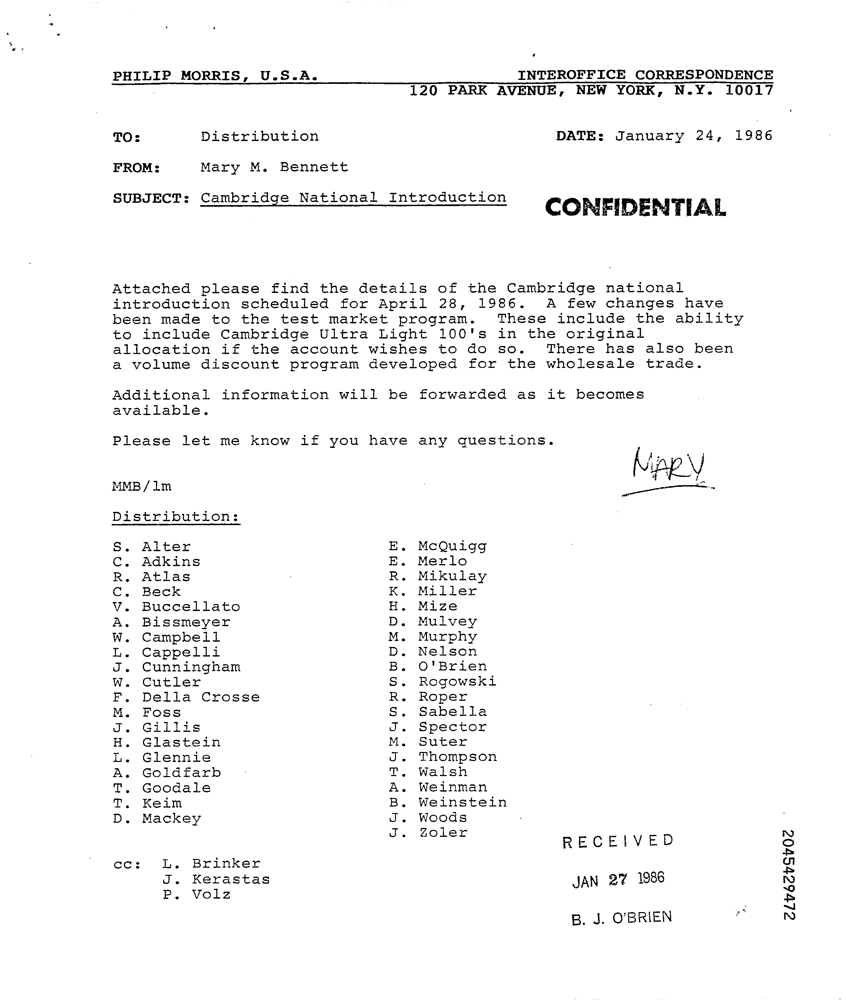 PHILIP MORRIS, U.S.A. INTEROFFICE CORRESPONDENCE
120 PARK AVENUE, NEW YORK, N.Y. 10017
TO: Distribution DATE: January 24, 1986
FROM: Mary M. Bennett
SUBJECT: Cambridge National Introduction
CONFIDENTIAL
Attached please find the details of the Cambridge national
introduction scheduled for April 28, 1986. A few changes have
been made to the test market program. These include the ability
to include Cambridge Ultra Light 100's in the original
allocation if the account wishes to do so. There has also been
a volume discount program developed for the wholesale trade.
Additional information will be forwarded as it becomes
available.
Please let me know if you have any questions.
MARY
MMB/lm
Distribution:
S. Alter
C. Adkins
R. Atlas
C. Beck
V. Buccellato
A. Bissmeyer
W. Campbell
L. Cappelli
J. Cunningham
W. Cutler
F. Della Crosse
M. Foss
J. Gillis
H. Glastein
L. Glennie
A. Goldfarb
T. Goodale
T. Keim
D. Mackey
E. McQuigg
E. Merlo
R. Mikulay
K. Miller
H. Mize
D. Mulvey
M. Murphy
D. Nelson
B. O'Brien
S. Rogowski
R. Roper
S. Sabella
J. Spector
M. Suter
J. Thompson
T. Walsh
A. Weinman
B. Weinstein
J. Woods
J. Zoler
cc: L. Brinker
J. Kerastas
P. Volz
RECEIVED
JAN 27 1986
B. J. O'BRIEN
2045429472